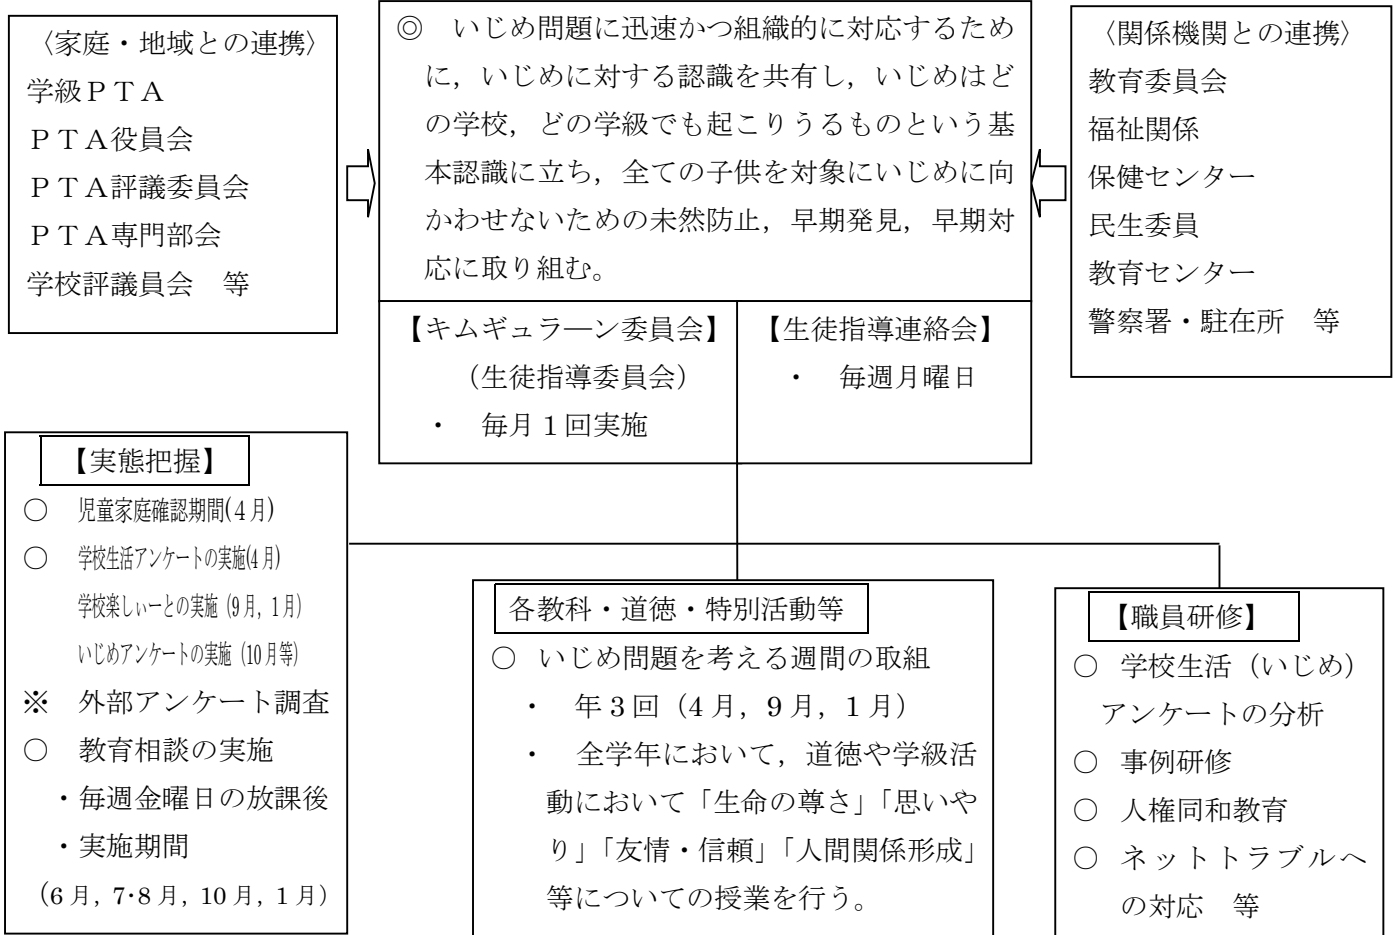 〈家庭・地域との連携〉
学級ＰＴＡ
ＰＴＡ役員会
ＰＴＡ評議委員会
ＰＴＡ専門部会
学校評議員会　等
◎　いじめ問題に迅速かつ組織的に対応するため
に，いじめに対する認識を共有し，いじめはど
の学校，どの学級でも起こりうるものという基
本認識に立ち，全ての子供を対象にいじめに向
かわせないための未然防止，早期発見，早期対
応に取り組む。
〈関係機関との連携〉
教育委員会
福祉関係
保健センター
民生委員
教育センター
警察署・駐在所　等
【キムギュラ―ン委員会】
（生徒指導委員会）
・　毎月１回実施
【生徒指導連絡会】
・　毎週月曜日
【実態把握】
○　児童家庭確認期間(４月)
○　学校生活アンケートの実施(4月)
学校楽しぃーとの実施（9月，１月）
いじめアンケートの実施（10月等）
※　外部アンケート調査
○　教育相談の実施
・毎週金曜日の放課後
・実施期間
（6月，7･8月，10月，1月）
各教科・道徳・特別活動等
○　いじめ問題を考える週間の取組
・　年３回（4月，９月，１月）
・　全学年において，道徳や学級活
動において「生命の尊さ」「思いや
り」「友情・信頼」「人間関係形成」
等についての授業を行う。
【職員研修】
○　学校生活（いじめ）
アンケートの分析
○　事例研修
○　人権同和教育
○　ネットトラブルへ
の対応　等